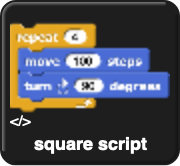 repeat 4
move 100 steps
turn 90 degrees
</>
square script